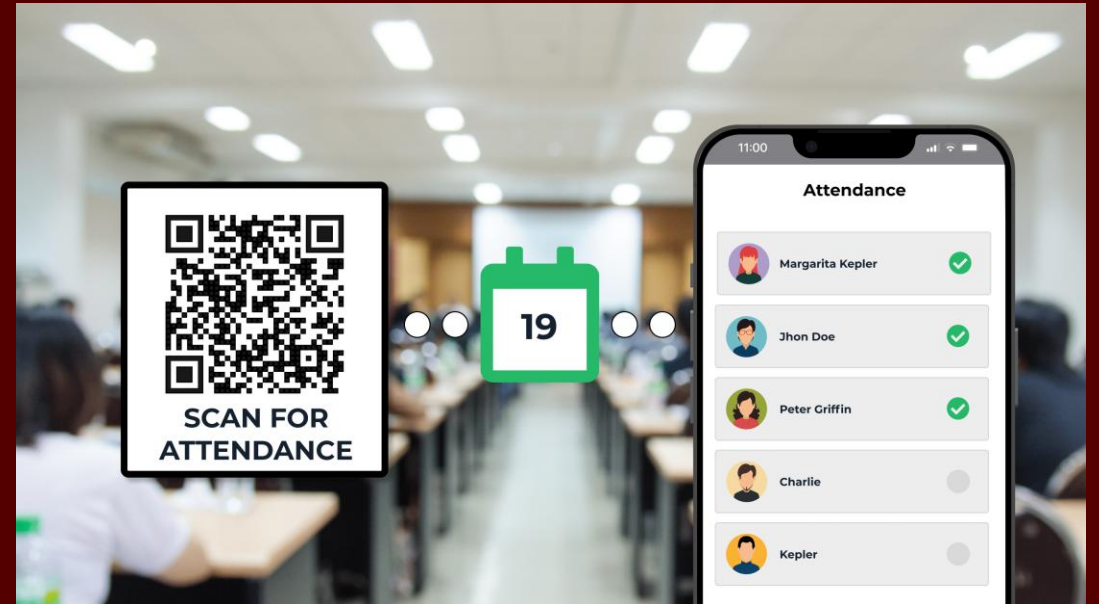 SCAN FOR
ATTENDANCE
19
11:00
Attendance
Margarita Kepler
Jhon Doe
Peter Griffin
Charlie
Kepler